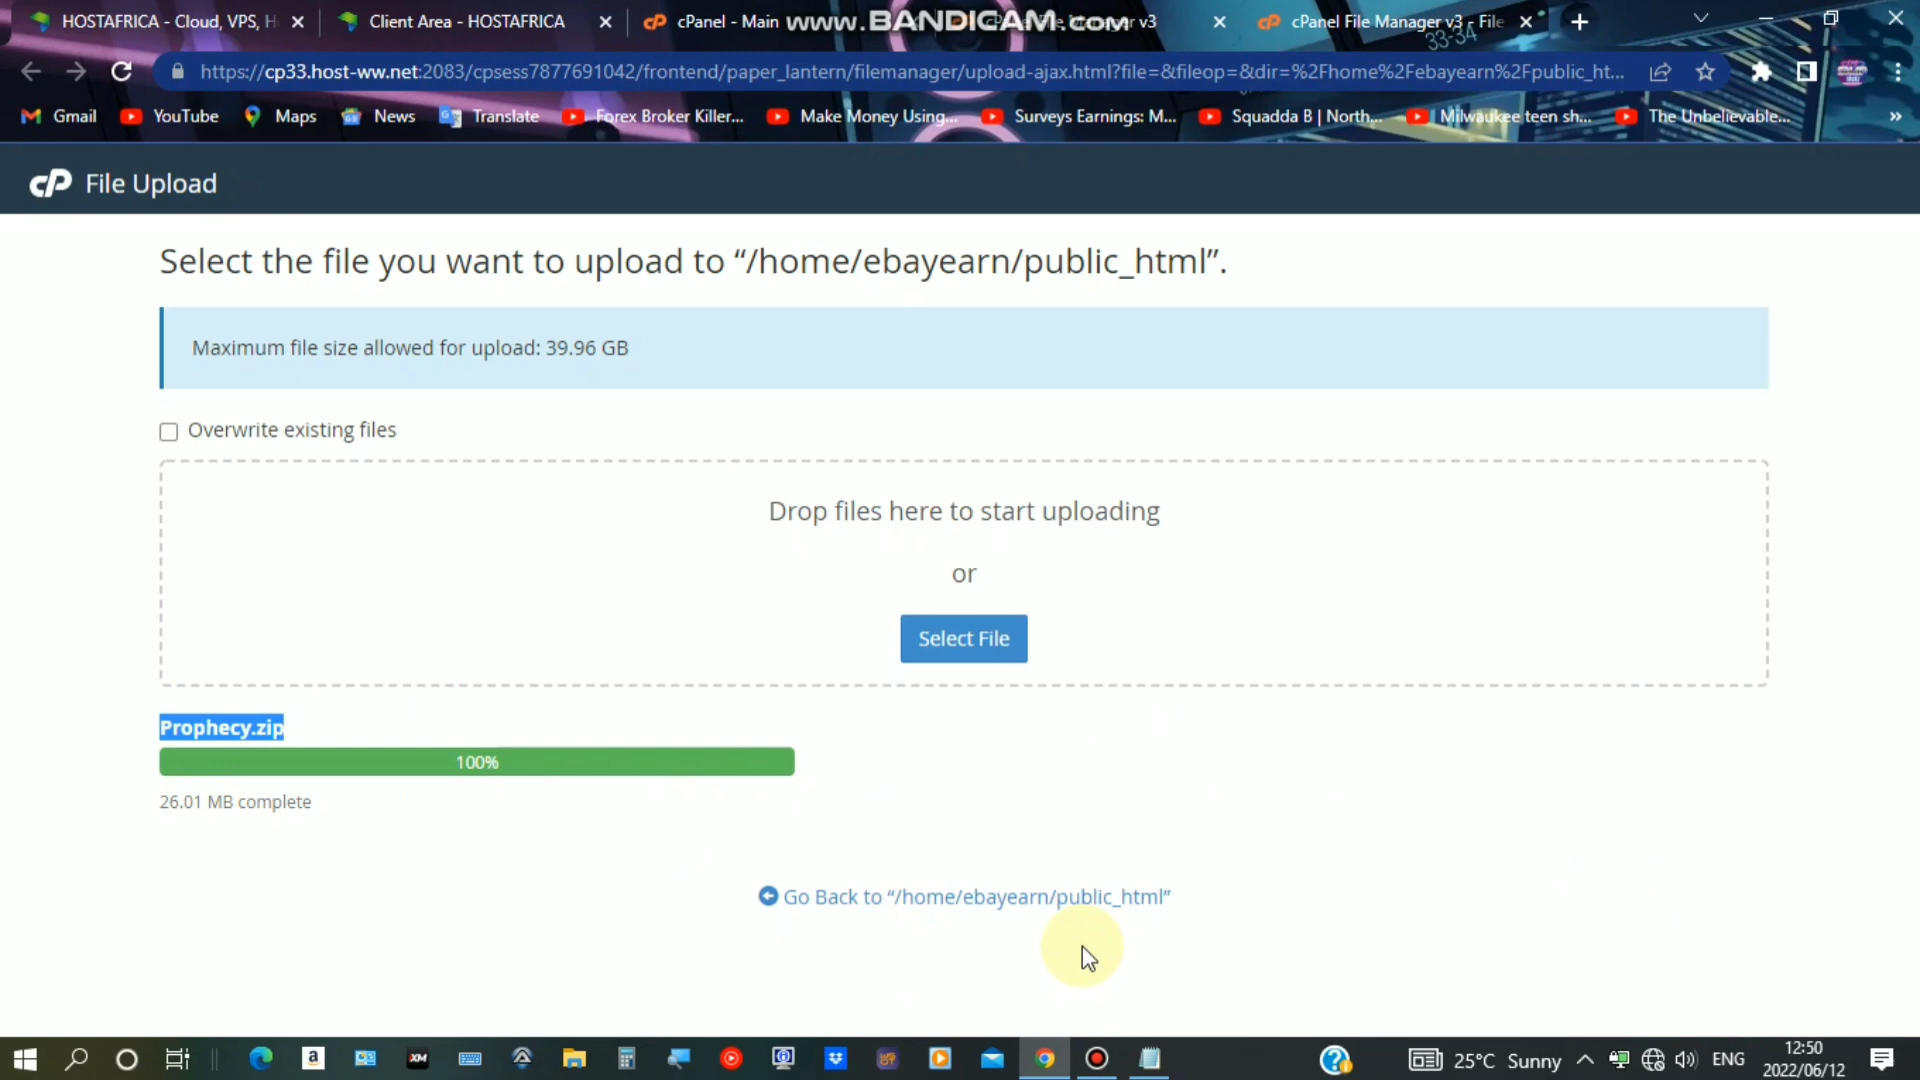 HOSTAFRICA - Cloud, VPS, H
Client Area - HOSTAFRICA
cPanel - Main
www.BANDICAM.com
Manager v3
cPanel File Manager v3 - File
33-34
https://cp33.host-ww.net:2083/cpsess7877691042/frontend/paper_lantern/filemanager/upload-ajax.html?file=&fileop=&dir=%2Fhome%2Febayearn%2Fpublic_ht...
Gmail
YouTube
Maps
News
Translate
Forex Broker Killer...
Make Money Using...
Surveys Earnings: M...
Squadda B | North...
Milwaukee teen sh...
The Unbelievable...
»
cP File Upload
Select the file you want to upload to “/home/ebayearn/public_html”.
Maximum file size allowed for upload: 39.96 GB
Overwrite existing files
Drop files here to start uploading
or
Select File
Prophecy.zip
100%
26.01 MB complete
Go Back to “/home/ebayearn/public_html”
25°C Sunny
ENG
12:50
2022/06/12